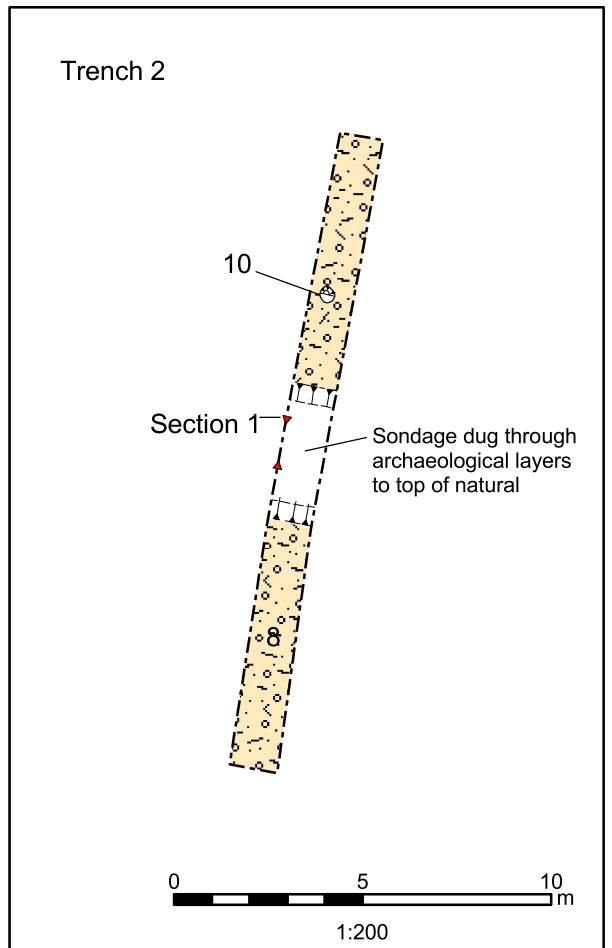 Trench 2
10
Section 1
Sondage dug through
archaeological layers
to top of natural
8
0 5 10
m
1:200